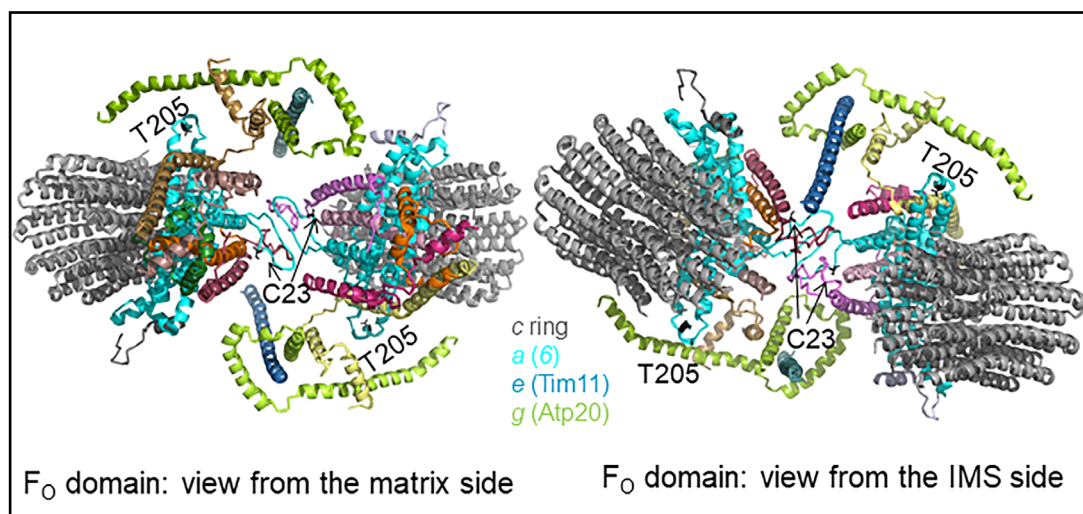 T205
T205
C23
C23
T205
T205
c ring
a (6)
e (Tim11)
g (Atp20)
Fₒ domain: view from the matrix side
Fₒ domain: view from the IMS side